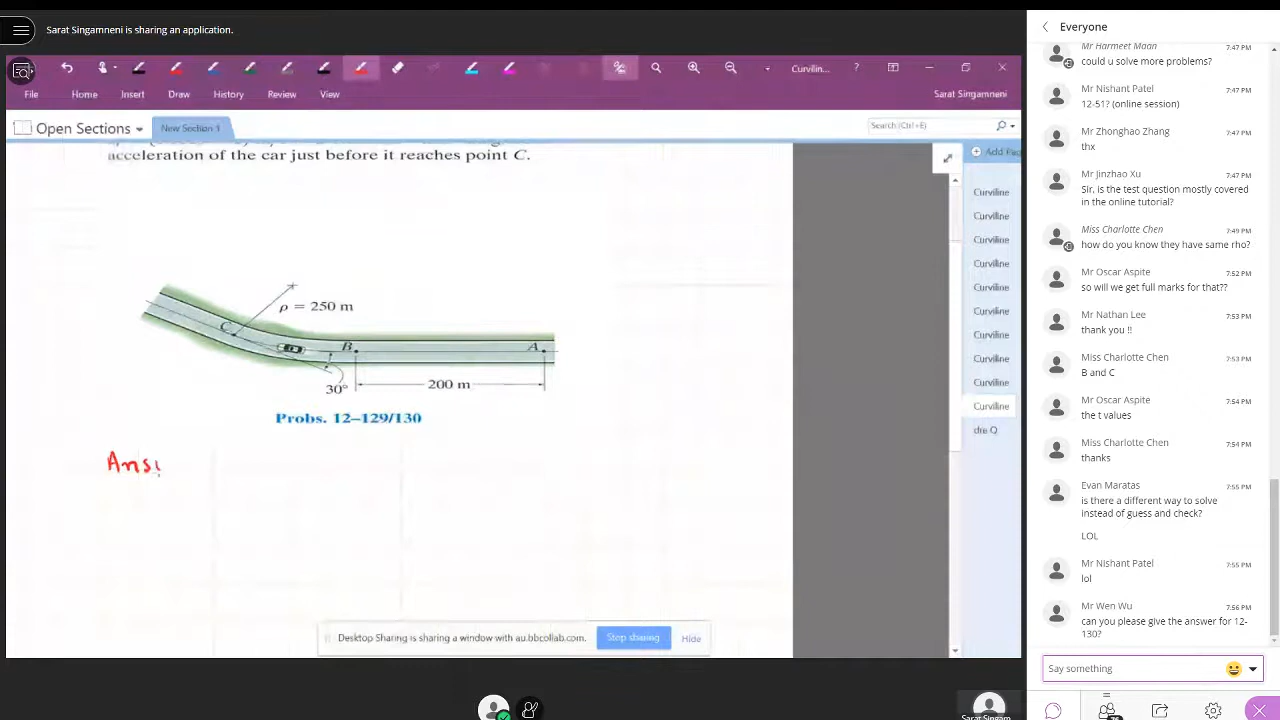 Sarat Singamneni is sharing an application.
Curvilin...
?
File
Home
Insert
Draw
History
Review
View
Sarat Singamneni
Open Sections
New Section 1
Search (Ctrl+E)
acceleration of the car just before it reaches point C.
Add Pag
Curviline
Curviline
Curviline
Curviline
Curviline
Curviline
Curviline
Curviline
Curviline
Curviline
dre Q
ρ = 250 m
C
B
A
30°
200 m
Probs. 12–129/130
Ans:
Desktop Sharing is sharing a window with au.bbcollab.com.
Stop sharing
Hide
Sarat Singam
Everyone
Mr Harmeet Maan 7:47 PM
could u solve more problems?
Mr Nishant Patel 7:47 PM
12-51? (online session)
Mr Zhonghao Zhang 7:47 PM
thx
Mr Jinzhao Xu 7:47 PM
Sir, is the test question mostly covered
in the online tutorial?
Miss Charlotte Chen 7:49 PM
how do you know they have same rho?
Mr Oscar Aspite 7:52 PM
so will we get full marks for that??
Mr Nathan Lee 7:53 PM
thank you !!
Miss Charlotte Chen 7:53 PM
B and C
Mr Oscar Aspite 7:54 PM
the t values
Miss Charlotte Chen 7:54 PM
thanks
Evan Maratas 7:55 PM
is there a different way to solve
instead of guess and check?
LOL
Mr Nishant Patel 7:55 PM
lol
Mr Wen Wu 7:56 PM
can you please give the answer for 12-
130?
Say something